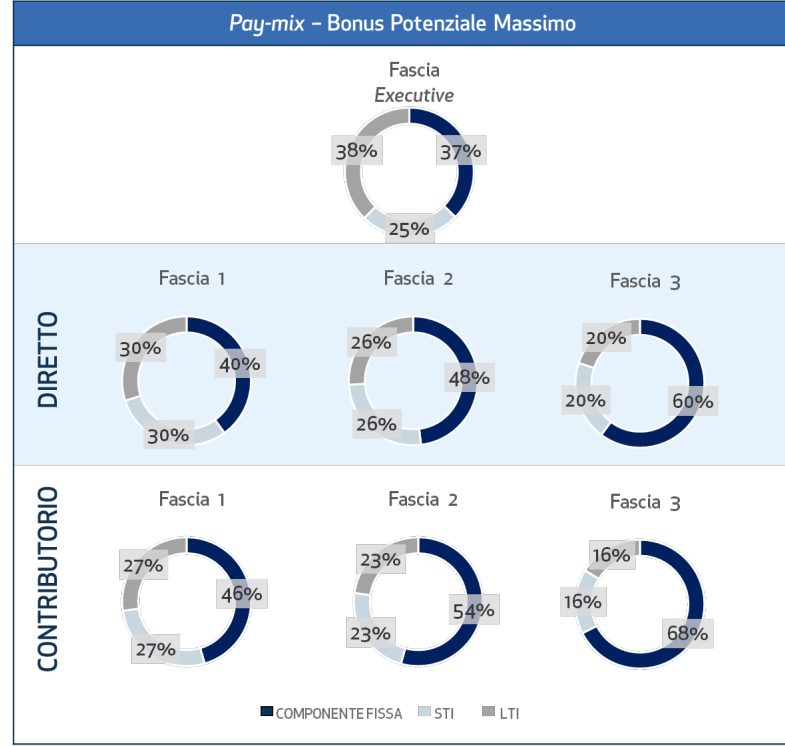 Pay-mix – Bonus Potenziale Massimo
Fascia
Executive
38%
37%
25%
DIRETTO
Fascia 1
Fascia 2
Fascia 3
30%
40%
30%
26%
48%
26%
20%
60%
20%
CONTRIBUTORIO
Fascia 1
Fascia 2
Fascia 3
27%
46%
27%
23%
54%
23%
16%
16%
68%
COMPONENTE FISSA STI LTI